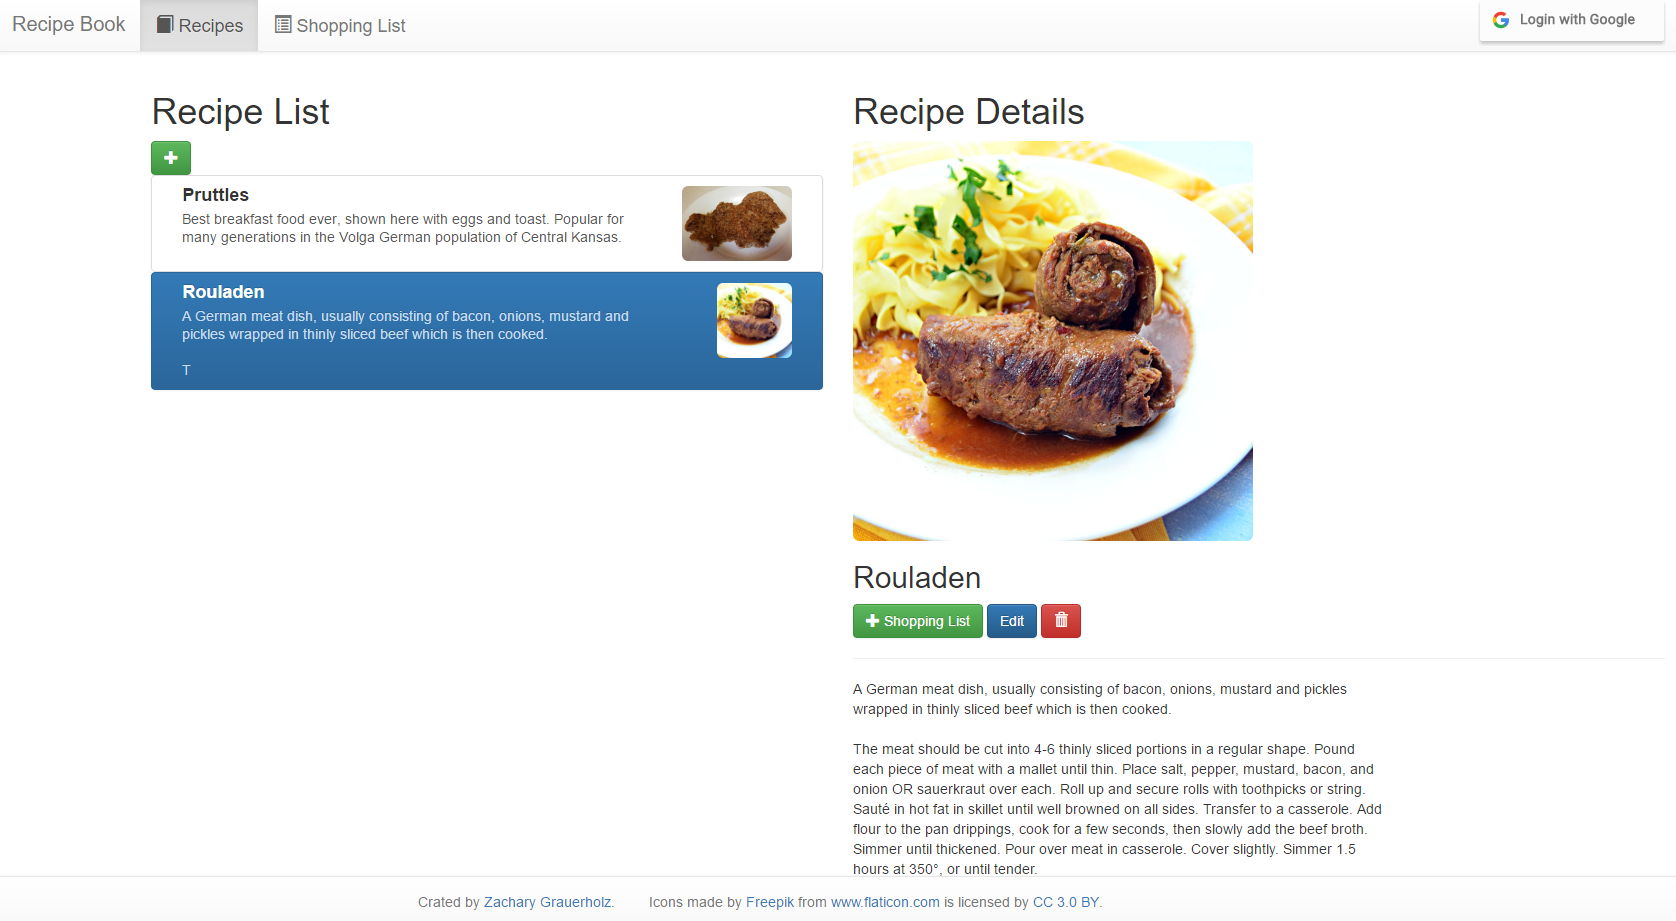 Recipe Book
Recipes
Shopping List
Login with Google
Recipe List
Pruttles
Best breakfast food ever, shown here with eggs and toast. Popular for
many generations in the Volga German population of Central Kansas.
Rouladen
A German meat dish, usually consisting of bacon, onions, mustard and
pickles wrapped in thinly sliced beef which is then cooked.
T
Recipe Details
Rouladen
Shopping List
Edit
A German meat dish, usually consisting of bacon, onions, mustard and pickles
wrapped in thinly sliced beef which is then cooked.
The meat should be cut into 4-6 thinly sliced portions in a regular shape. Pound
each piece of meat with a mallet until thin. Place salt, pepper, mustard, bacon, and
onion OR sauerkraut over each. Roll up and secure rolls with toothpicks or string.
Sauté in hot fat in skillet until well browned on all sides. Transfer to a casserole. Add
flour to the pan drippings, cook for a few seconds, then slowly add the beef broth.
Simmer until thickened. Pour over meat in casserole. Cover slightly. Simmer 1.5
hours at 350°, or until tender.
Crated by Zachary Grauerholz. Icons made by Freepik from www.flaticon.com is licensed by CC 3.0 BY.